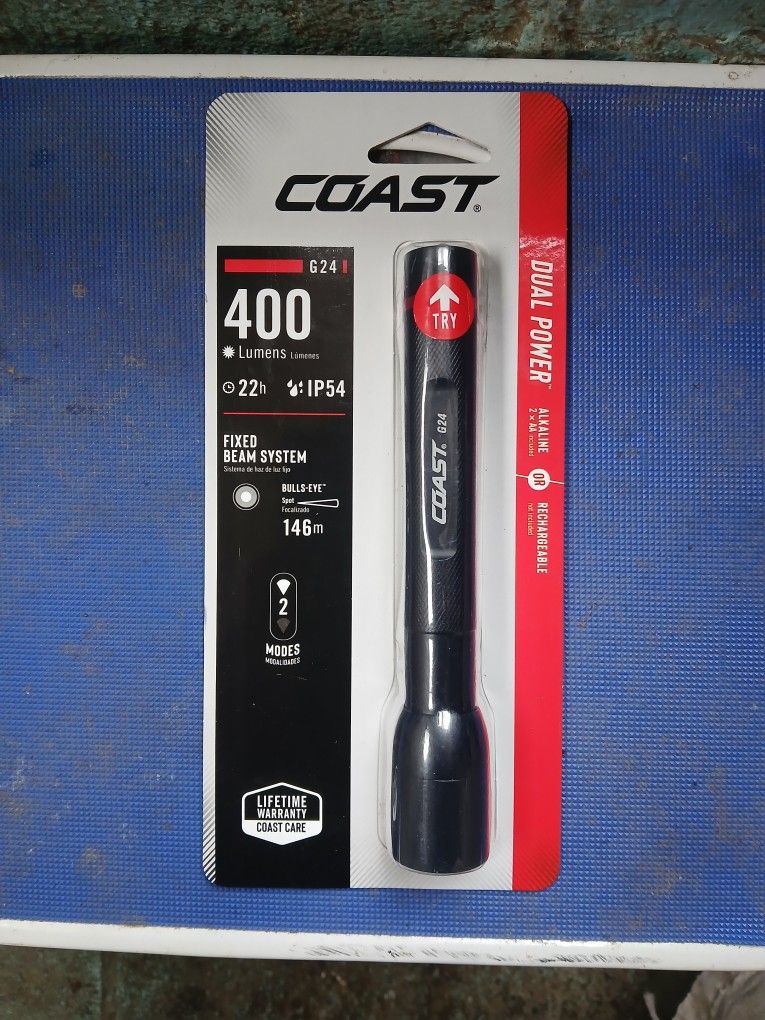 COAST®
G24
400
Lumens Lúmenes
22h IP54
FIXED
BEAM SYSTEM
Sistema de haz de luz fijo
BULLS-EYE™
Spot
Focalizado
146m
2
MODES
MODALIDADES
LIFETIME
WARRANTY
COAST CARE
TRY
COAST® G24
DUAL POWER™
ALKALINE
2 x AA included
OR
RECHARGEABLE
not included